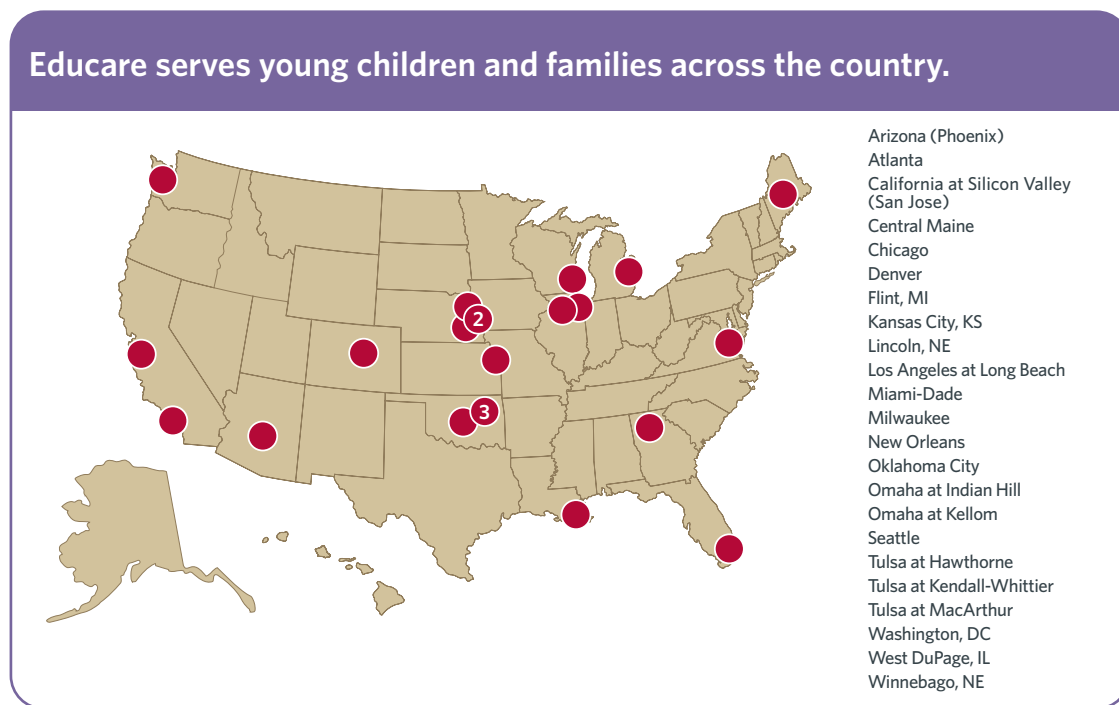 Educare serves young children and families across the country.
2
3
Arizona (Phoenix)
Atlanta
California at Silicon Valley
(San Jose)
Central Maine
Chicago
Denver
Flint, MI
Kansas City, KS
Lincoln, NE
Los Angeles at Long Beach
Miami-Dade
Milwaukee
New Orleans
Oklahoma City
Omaha at Indian Hill
Omaha at Kellom
Seattle
Tulsa at Hawthorne
Tulsa at Kendall-Whittier
Tulsa at MacArthur
Washington, DC
West DuPage, IL
Winnebago, NE